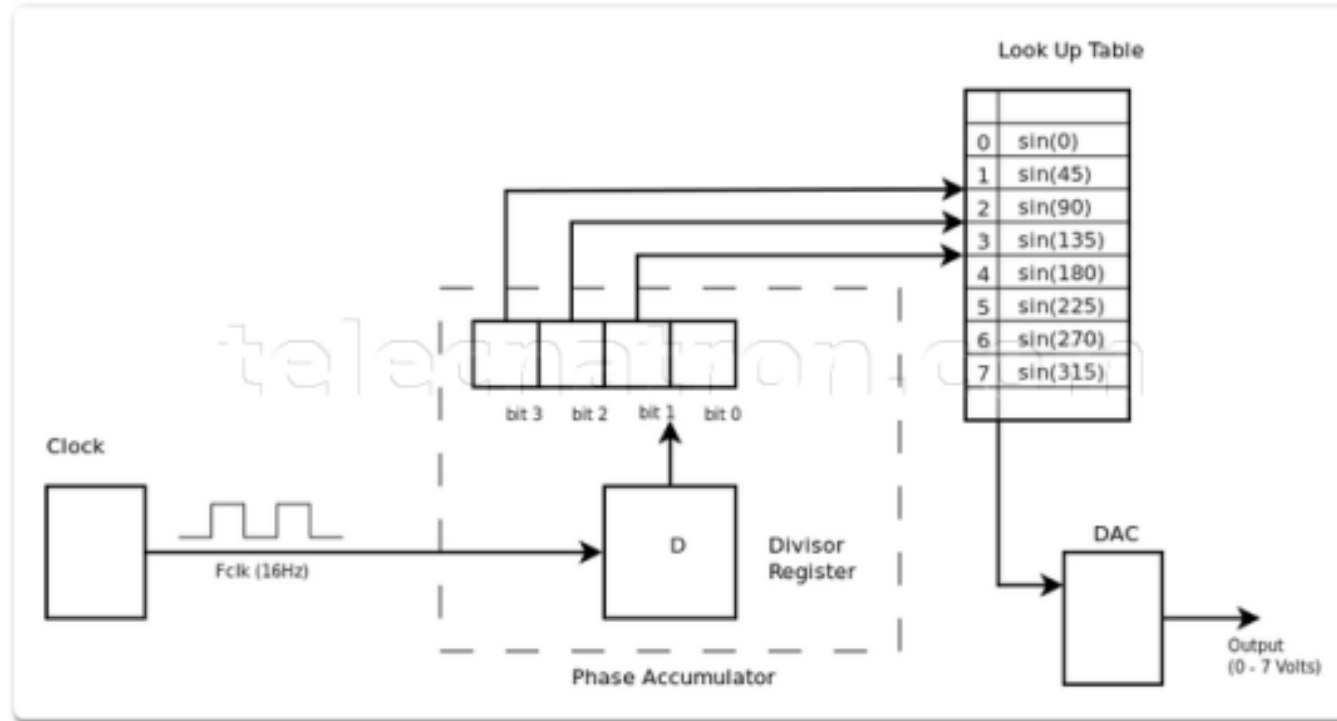 Look Up Table
0 sin(0)
1 sin(45)
2 sin(90)
3 sin(135)
4 sin(180)
5 sin(225)
6 sin(270)
7 sin(315)
telecnatron.com
bit 3 bit 2 bit 1 bit 0
Clock
Fclk (16Hz)
D
Divisor
Register
Phase Accumulator
DAC
Output
(0 - 7 Volts)